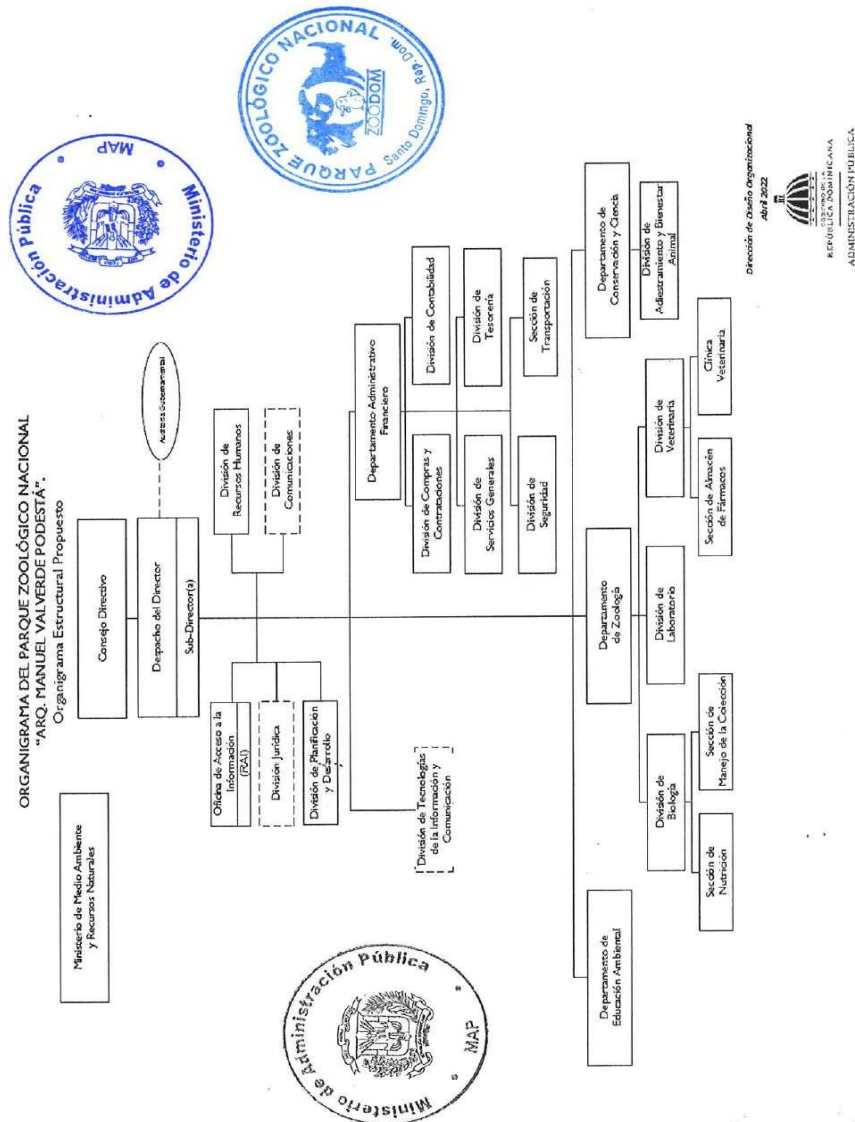 ORGANIGRAMA DEL PARQUE ZOOLÓGICO NACIONAL
"ARQ. MANUEL VALVERDE PODESTÁ".
Organigrama Estructural Propuesto
Ministerio de Medio Ambiente
y Recursos Naturales
Consejo Directivo
Despacho del Director
Sub-Director(a)
Auditoria Gubernamental
Ministerio de Administración Pública
MAP
Oficina de Acceso a la
Información
(RAI)
División Jurídica
División de Planificación
y Desarrollo
División de
Recursos Humanos
División de
Comunicaciones
PARQUE ZOOLÓGICO NACIONAL
ZOODOM
Santo Domingo, Rep. Dom.
División de Tecnologías
de la Información y
Comunicación
Departamento Administrativo
Financiero
División de Compras y
Contrataciones
División de Contabilidad
División de
Servicios Generales
División de
Tesorería
División de
Seguridad
Sección de
Transportación
Ministerio de Administración Pública
MAP
Departamento de
Educación Ambiental
Departamento
de Zoología
Departamento de
Conservación y Ciencia
División de
Biología
División de
Laboratorio
División de
Veterinaria
División de
Adiestramiento y Bienestar
Animal
Sección de
Nutrición
Sección de
Manejo de la Colección
Sección de Almacén
de Fármacos
Clínica
Veterinaria
Dirección de Diseño Organizacional
Abril 2022
GOBIERNO DE LA
REPÚBLICA DOMINICANA
ADMINISTRACIÓN PÚBLICA